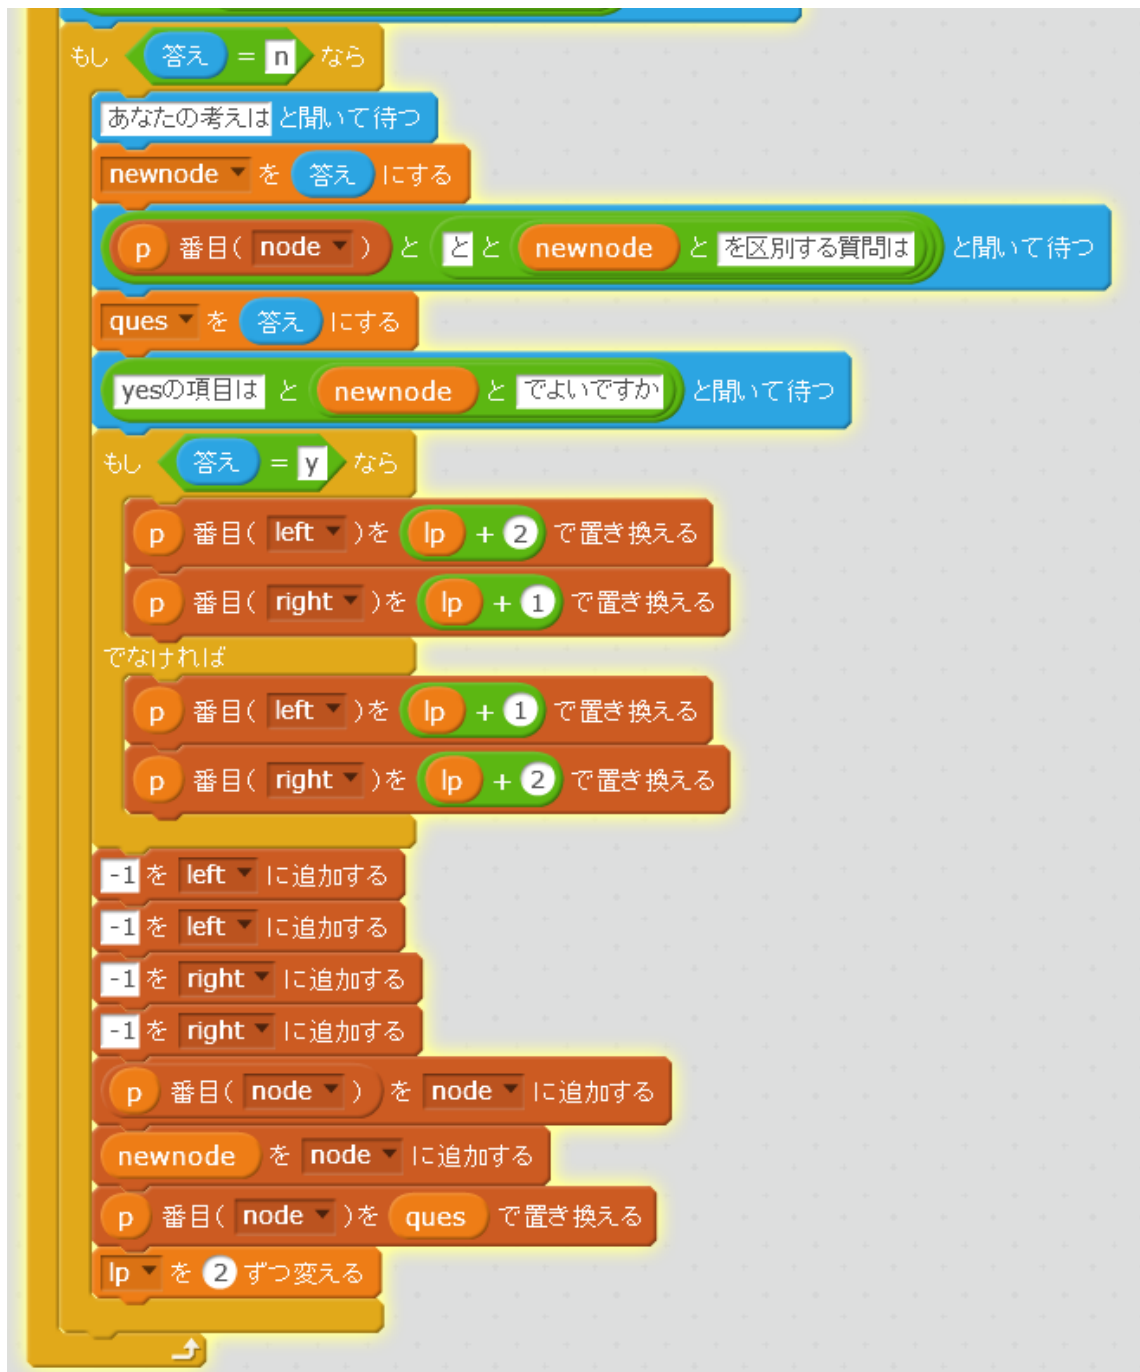 もし 答え = n なら
あなたの考えは と聞いて待つ
newnode を 答え にする
p 番目( node ) と と と newnode と を区別する質問は と聞いて待つ
ques を 答え にする
yesの項目は と newnode と でよいですか と聞いて待つ
もし 答え = y なら
p 番目( left )を lp + 2 で置き換える
p 番目( right )を lp + 1 で置き換える
でなければ
p 番目( left )を lp + 1 で置き換える
p 番目( right )を lp + 2 で置き換える
-1 を left に追加する
-1 を left に追加する
-1 を right に追加する
-1 を right に追加する
p 番目( node ) を node に追加する
newnode を node に追加する
p 番目( node )を ques で置き換える
lp を 2 ずつ変える